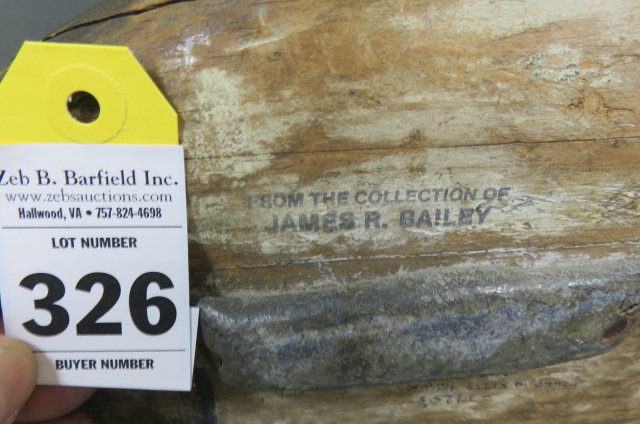 Zeb B. Barfield Inc.
www.zebsauctions.com
Hallwood, VA • 757-824-4698
LOT NUMBER
326
BUYER NUMBER
FROM THE COLLECTION OF
JAMES R. BAILEY